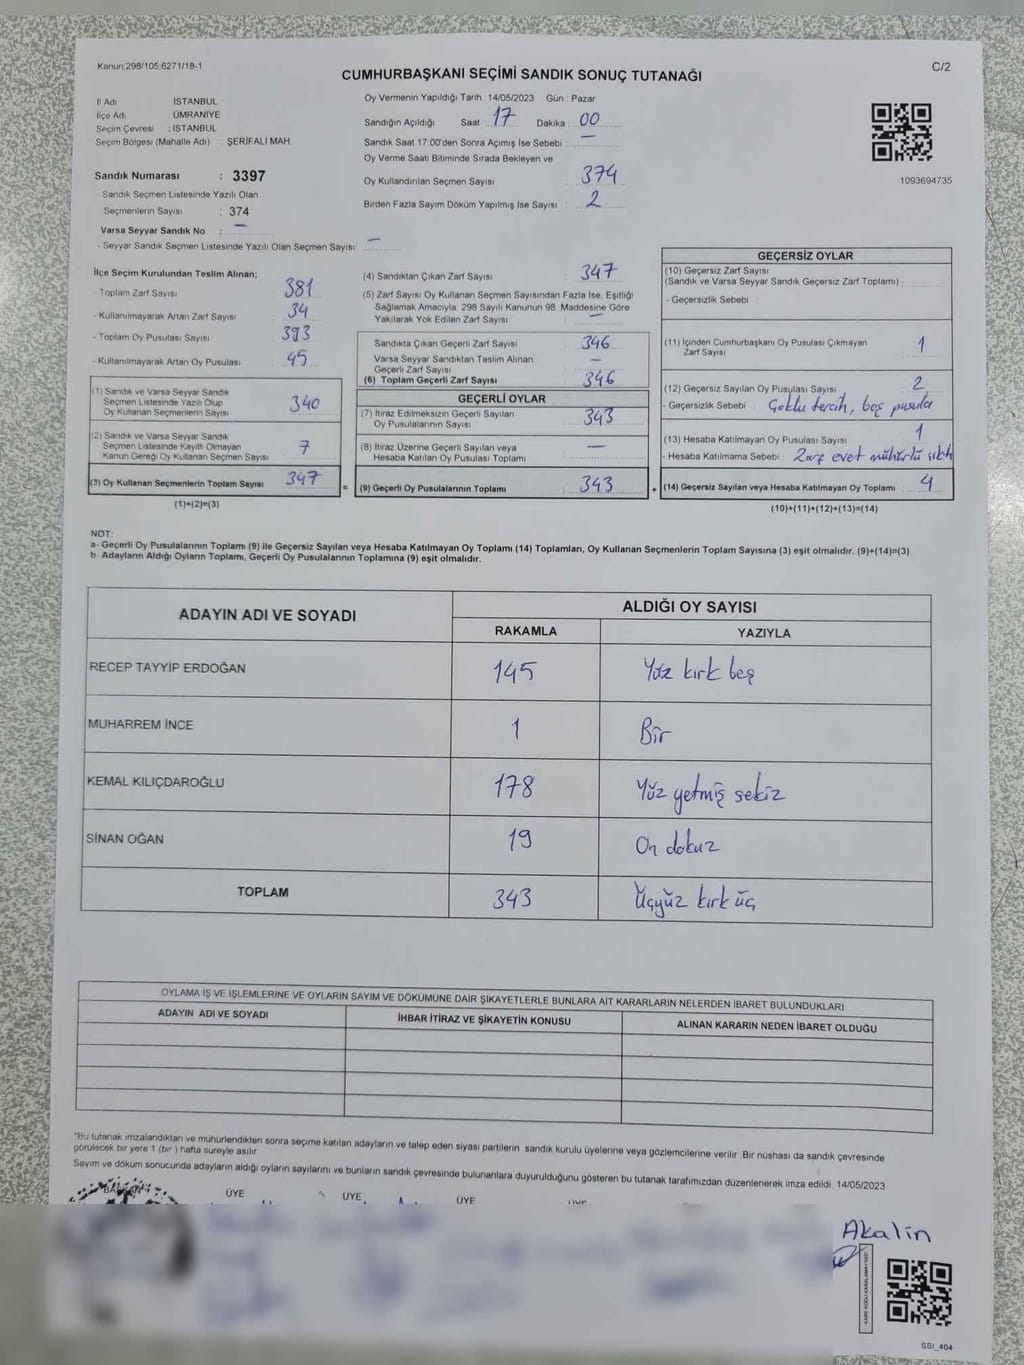 Kanun:298/105;6271/18-1
C/2
CUMHURBAŞKANI SEÇİMİ SANDIK SONUÇ TUTANAĞI
İl Adı İSTANBUL
İlçe Adı : ÜMRANİYE
Seçim Çevresi : İSTANBUL
Seçim Bölgesi (Mahalle Adı) : ŞERİFALİ MAH.
Sandık Numarası : 3397
- Sandık Seçmen Listesinde Yazılı Olan
Seçmenlerin Sayısı : 374
Varsa Seyyar Sandık No : —
- Seyyar Sandık Seçmen Listesinde Yazılı Olan Seçmen Sayısı: —
Oy Vermenin Yapıldığı Tarih : 14/05/2023 Gün : Pazar
Sandığın Açıldığı Saat : 17 Dakika : 00
Sandık Saat 17:00'den Sonra Açımış İse Sebebi : —
Oy Verme Saati Bitiminde Sırada Bekleyen ve
Oy Kullandırılan Seçmen Sayısı : 374
Birden Fazla Sayım Döküm Yapılmış İse Sayısı : 2
1093694735
İlçe Seçim Kurulundan Teslim Alınan;
- Toplam Zarf Sayısı 381
- Kullanılmayarak Artan Zarf Sayısı : 34
- Toplam Oy Pusulası Sayısı : 393
- Kullanılmayarak Artan Oy Pusulası : 45
(1) Sandık ve Varsa Seyyar Sandık
Seçmen Listesinde Yazılı Olup
Oy Kullanan Seçmenlerin Sayısı : 340
(2) Sandık ve Varsa Seyyar Sandık
Seçmen Listesinde Kayıtlı Olmayan
Kanun Gereği Oy Kullanan Seçmen Sayısı : 7
(3) Oy Kullanan Seçmenlerin Toplam Sayısı : 347
(1)+(2)=(3)
(4) Sandıktan Çıkan Zarf Sayısı : 347
(5) Zarf Sayısı Oy Kullanan Seçmen Sayısından Fazla İse, Eşitliği
Sağlamak Amacıyla; 298 Sayılı Kanunun 98. Maddesine Göre
Yakılarak Yok Edilen Zarf Sayısı : —
Sandıkta Çıkan Geçerli Zarf Sayısı : 346
Varsa Seyyar Sandıktan Teslim Alınan
Geçerli Zarf Sayısı : —
(6) Toplam Geçerli Zarf Sayısı : 346
GEÇERLİ OYLAR
(7) İtiraz Edilmeksizin Geçerli Sayılan
Oy Pusulalarının Sayısı : 343
(8) İtiraz Üzerine Geçerli Sayılan veya
Hesaba Katılan Oy Pusulası Toplamı : —
= (9) Geçerli Oy Pusulalarının Toplamı : 343
GEÇERSİZ OYLAR
(10) Geçersiz Zarf Sayısı
(Sandık ve Varsa Seyyar Sandık Geçersiz Zarf Toplamı) :
- Geçersizlik Sebebi :
(11) İçinden Cumhurbaşkanı Oy Pusulası Çıkmayan
Zarf Sayısı : 1
(12) Geçersiz Sayılan Oy Pusulası Sayısı : 2
- Geçersizlik Sebebi : Çoklu tercih, boş pusula
(13) Hesaba Katılmayan Oy Pusulası Sayısı : 1
- Hesaba Katılmama Sebebi : Zarf evet mühürlü
+ (14) Geçersiz Sayılan veya Hesaba Katılmayan Oy Toplamı : 4
(10)+(11)+(12)+(13)=(14)
NOT:
a- Geçerli Oy Pusulalarının Toplamı (9) ile Geçersiz Sayılan veya Hesaba Katılmayan Oy Toplamı (14) Toplamları, Oy Kullanan Seçmenlerin Toplam Sayısına (3) eşit olmalıdır. (9)+(14)=(3)
b- Adayların Aldığı Oyların Toplamı, Geçerli Oy Pusulalarının Toplamına (9) eşit olmalıdır.
ADAYIN ADI VE SOYADI
ALDIĞI OY SAYISI
RAKAMLA YAZIYLA
RECEP TAYYİP ERDOĞAN 145 Yüz kırk beş
MUHARREM İNCE 1 Bir
KEMAL KILIÇDAROĞLU 178 Yüz yetmiş sekiz
SİNAN OĞAN 19 On dokuz
TOPLAM 343 Üçyüz kırk üç
OYLAMA İŞ VE İŞLEMLERİNE VE OYLARIN SAYIM VE DÖKÜMÜNE DAİR ŞİKAYETLERLE BUNLARA AİT KARARLARIN NELERDEN İBARET BULUNDUKLARI
ADAYIN ADI VE SOYADI İHBAR İTİRAZ VE ŞİKAYETİN KONUSU ALINAN KARARIN NEDEN İBARET OLDUĞU
*Bu tutanak imzalandıktan ve mühürlendikten sonra seçime katılan adayların ve talep eden siyasi partilerin sandık kurulu üyelerine veya gözlemcilerine verilir. Bir nüshası da sandık çevresinde
görülecek bir yere 1 (bir ) hafta süreyle asılır.
Sayım ve döküm sonucunda adayların aldığı oyların sayılarını ve bunların sandık çevresinde bulunanlara duyurulduğunu gösteren bu tutanak tarafımızdan düzenlenerek imza edildi. 14/05/2023
BAŞKAN ÜYE ÜYE ÜYE ÜYE
Akalin
SSI_404